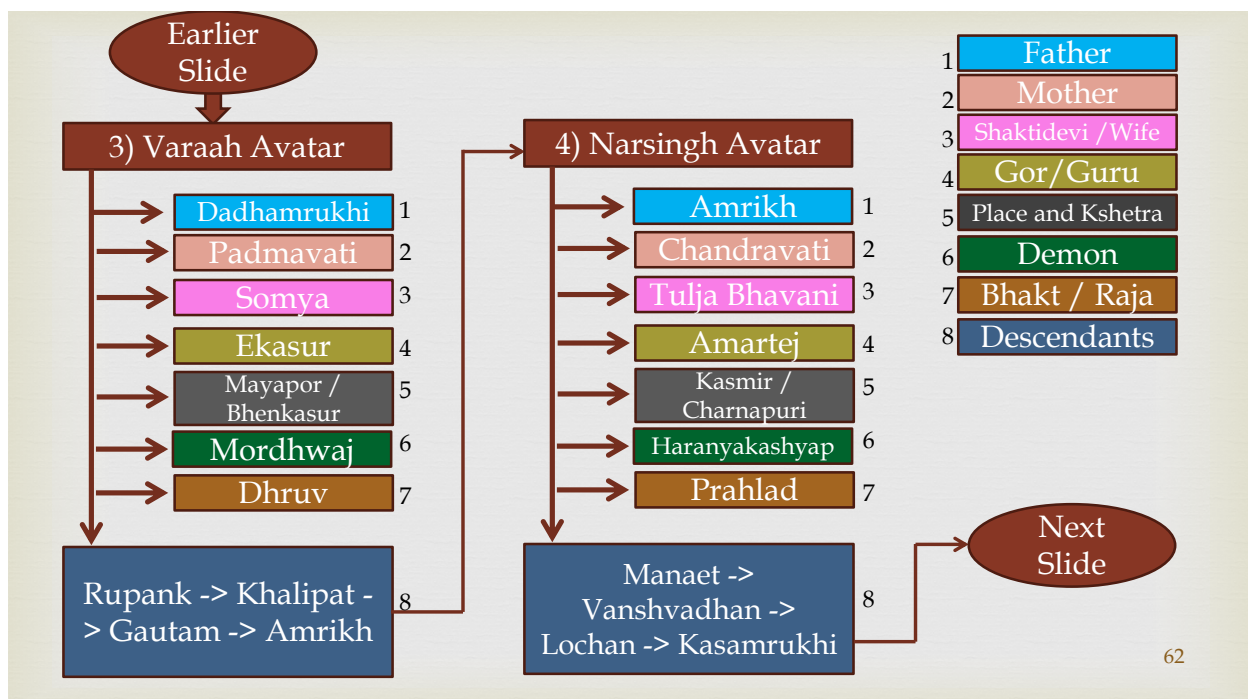 Earlier
Slide
3) Varaah Avatar
Dadhamrukhi 1
Padmavati 2
Somya 3
Ekasur 4
Mayapor /
Bhenkasur
5
Mordhwaj 6
Dhruv 7
Rupank -> Khalipat -
> Gautam -> Amrikh
8
4) Narsingh Avatar
Amrikh 1
Chandravati 2
Tulja Bhavani 3
Amartej 4
Kasmir /
Charnapuri
5
Haranyakashyap 6
Prahlad 7
Manaet ->
Vanshvadhan ->
Lochan -> Kasamrukhi
8
Next
Slide
1 Father
2 Mother
3 Shaktidevi /Wife
4 Gor/Guru
5 Place and Kshetra
6 Demon
7 Bhakt / Raja
8 Descendants
62